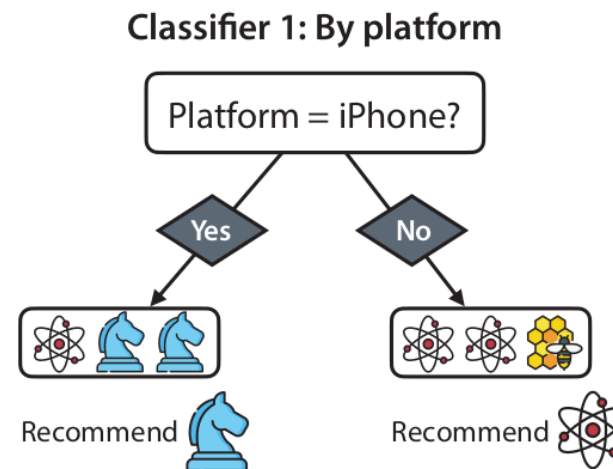 Classifier 1: By platform
Platform = iPhone?
Yes
No
Recommend
Recommend